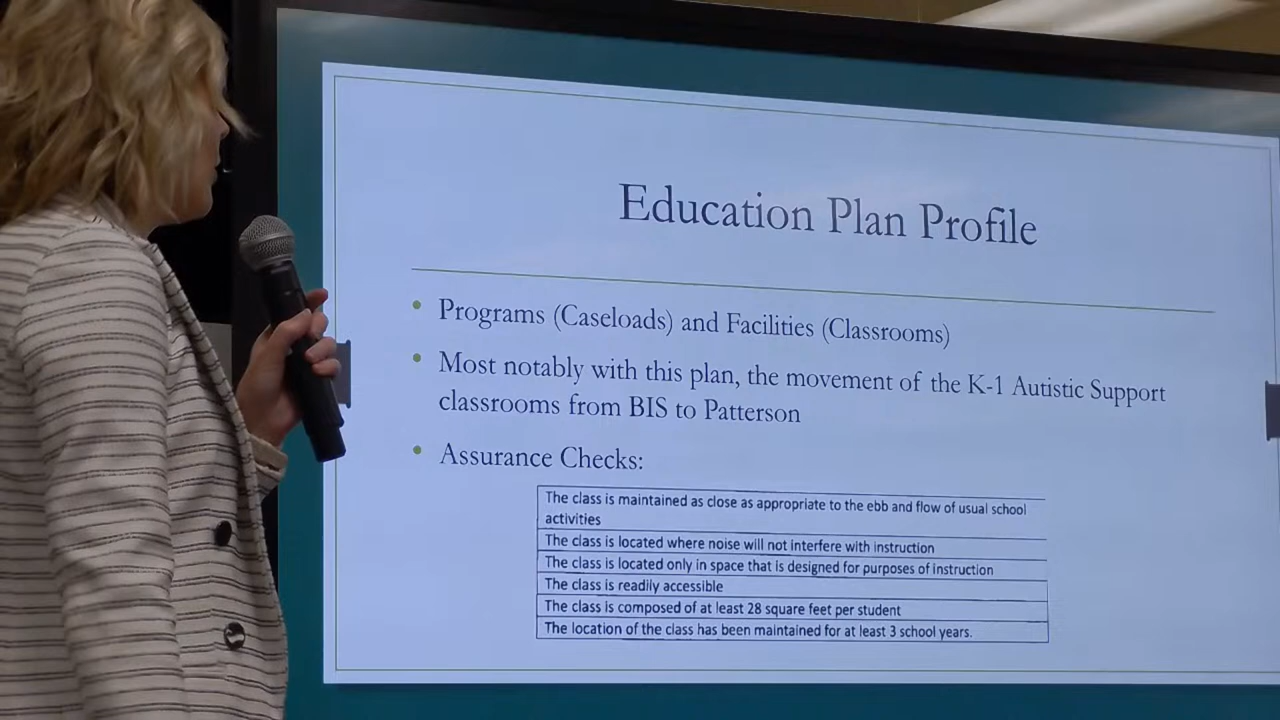 Education Plan Profile
• Programs (Caseloads) and Facilities (Classrooms)
• Most notably with this plan, the movement of the K-1 Autistic Support
classrooms from BIS to Patterson
• Assurance Checks:
The class is maintained as close as appropriate to the ebb and flow of usual school
activities
The class is located where noise will not interfere with instruction
The class is located only in space that is designed for purposes of instruction
The class is readily accessible
The class is composed of at least 28 square feet per student
The location of the class has been maintained for at least 3 school years.